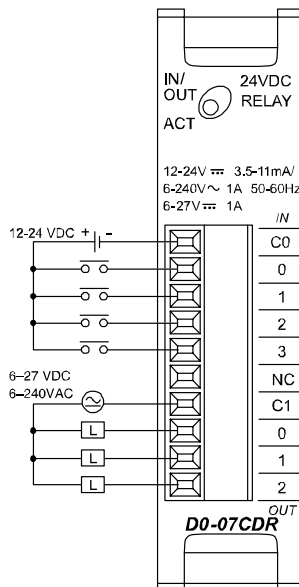 IN/
OUT
24VDC
RELAY
ACT
12-24V ⎓ 3.5-11mA/
6-240V∼ 1A 50-60Hz
6-27V⎓ 1A
IN
12-24 VDC + -
C0
0
1
2
3
NC
6–27 VDC
6–240VAC
C1
L 0
L 1
L 2
OUT
D0-07CDR